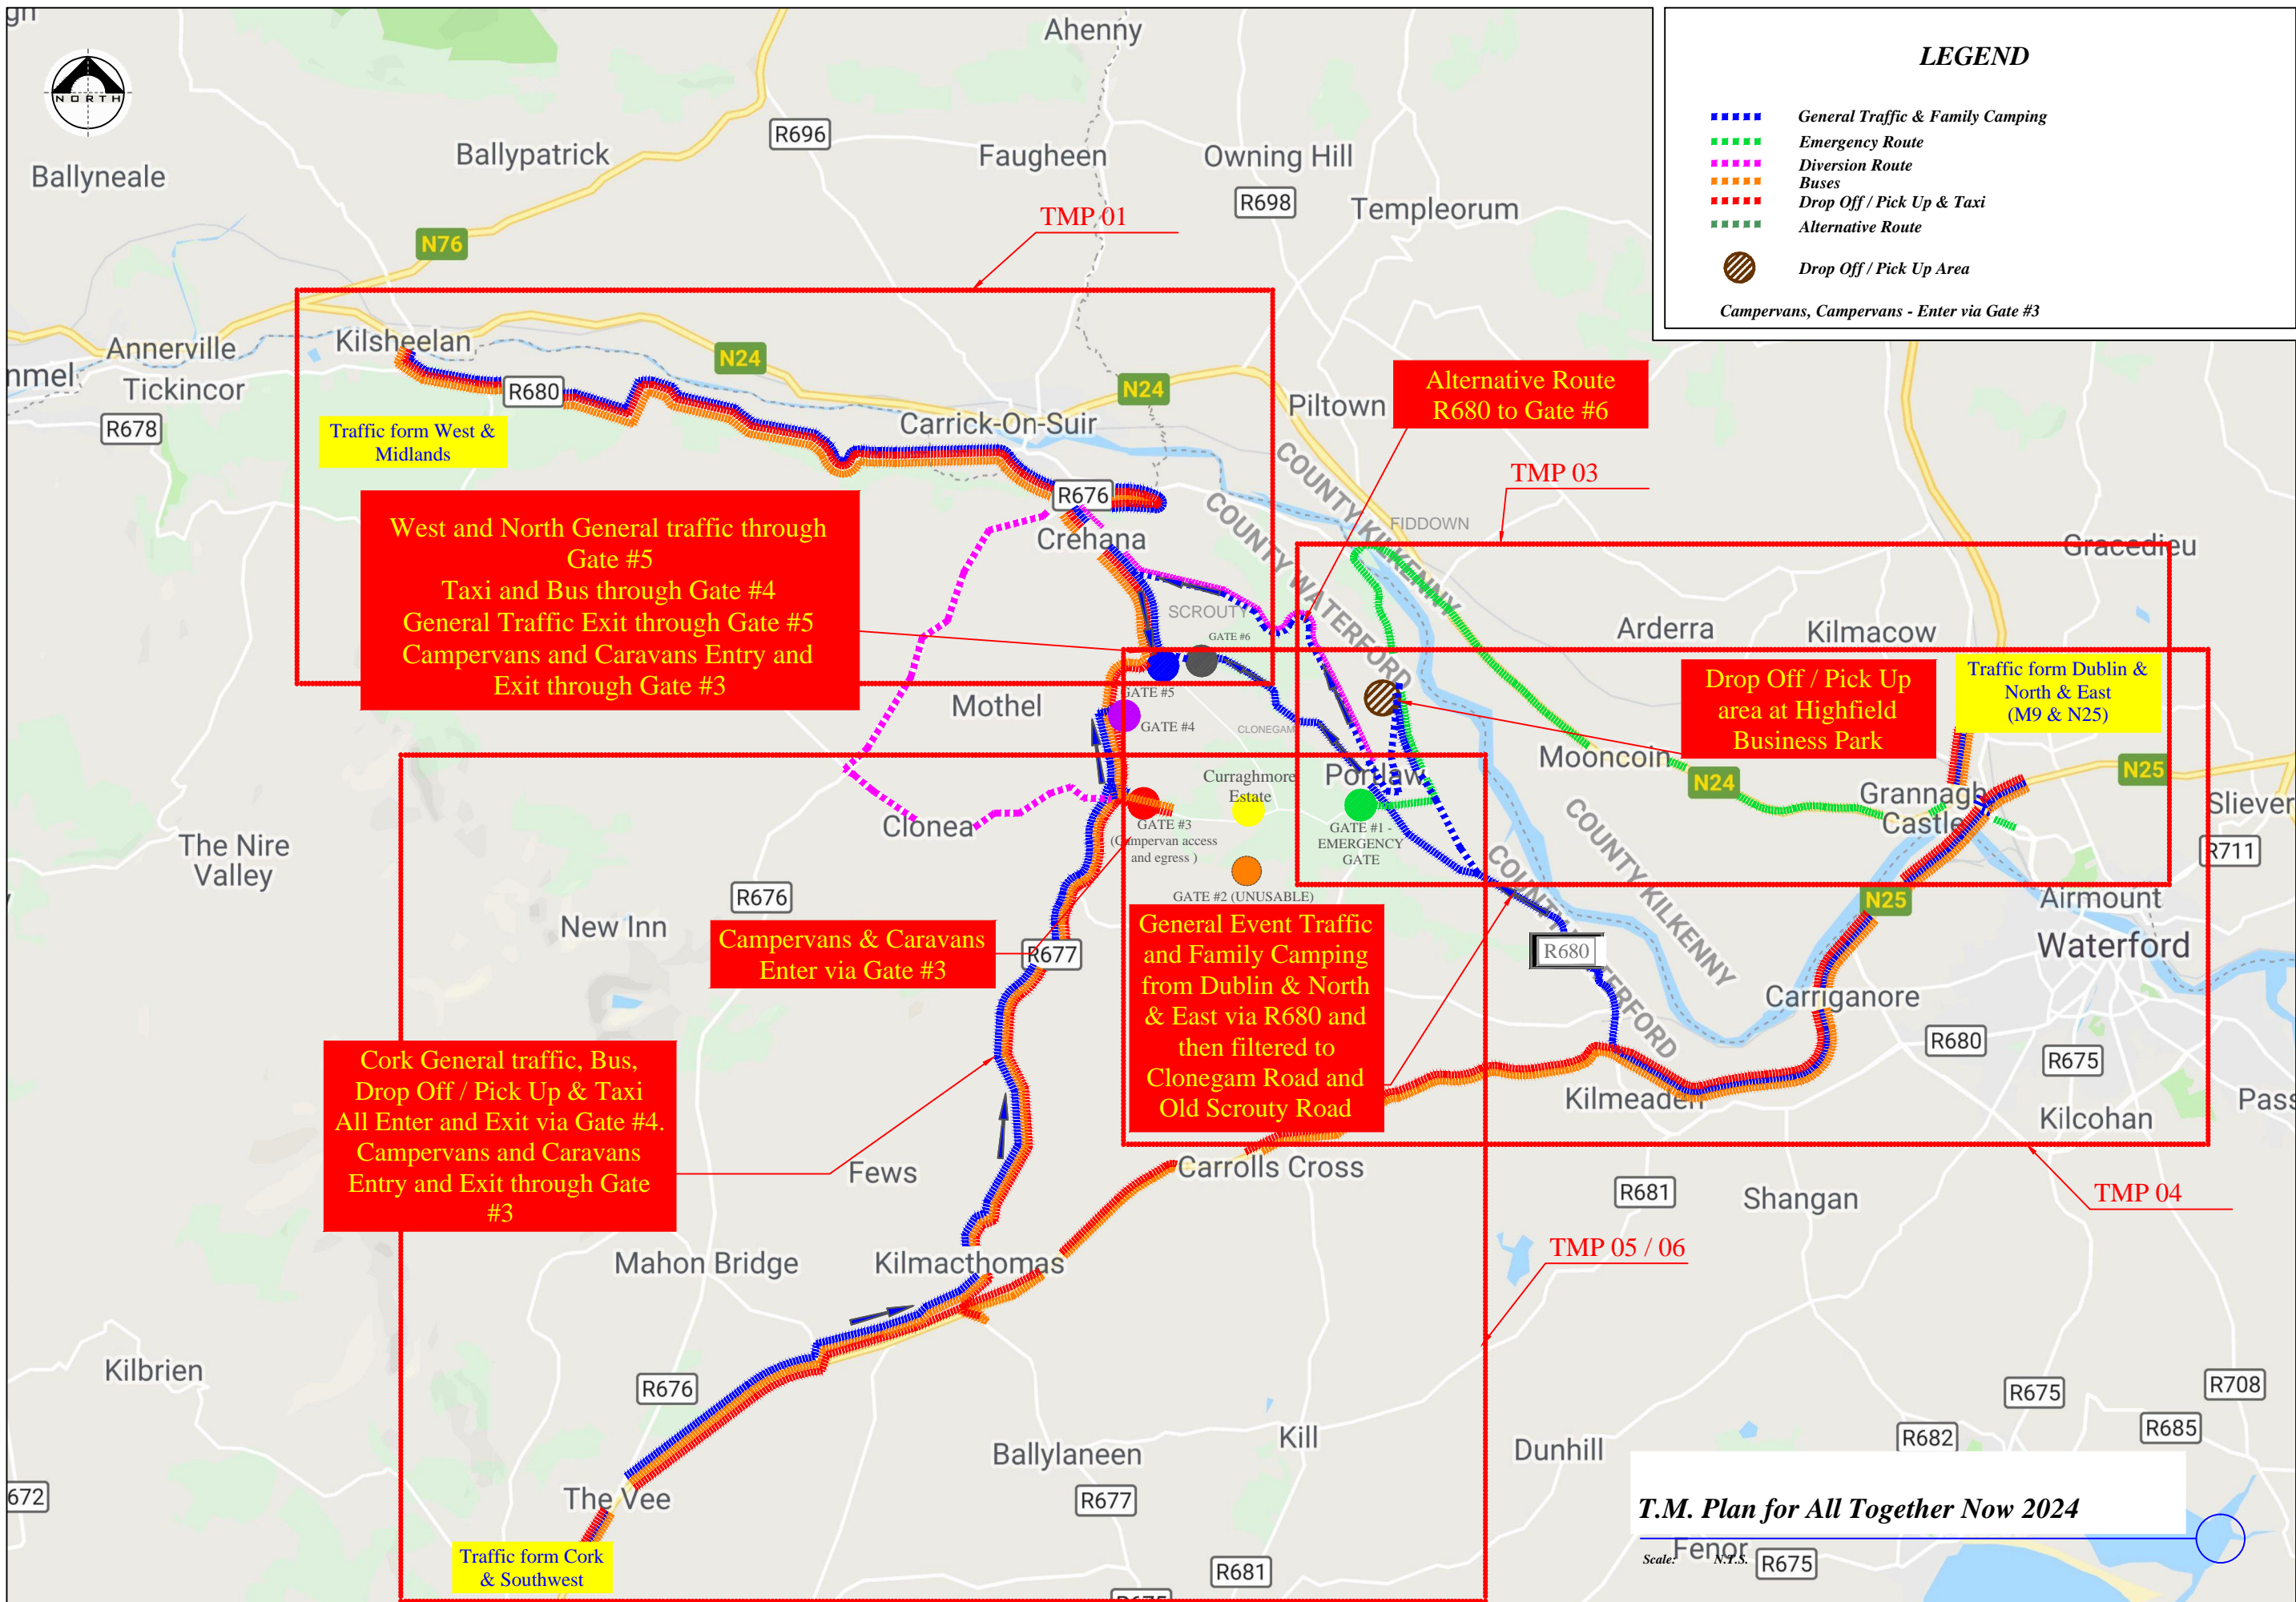 LEGEND
General Traffic & Family Camping
Emergency Route
Diversion Route
Buses
Drop Off / Pick Up & Taxi
Alternative Route
Drop Off / Pick Up Area
Campervans, Campervans - Enter via Gate #3
NORTH
Ahenny
R696
Ballypatrick
Faugheen
Owning Hill
Ballyneale
R698
Templeorum
TMP 01
N76
Kilsheelan
Annerville
nmel
Tickincor
N24
N24
R680
R678
Piltown
Alternative Route
R680 to Gate #6
Carrick-On-Suir
Traffic form West &
Midlands
COUNTY KILKENNY
COUNTY WATERFORD
TMP 03
R676
FIDDOWN
Crehana
Gracedieu
West and North General traffic through
Gate #5
Taxi and Bus through Gate #4
General Traffic Exit through Gate #5
Campervans and Caravans Entry and
Exit through Gate #3
SCROUTY
GATE #6
Arderra
Kilmacow
GATE #5
Mothel
GATE #4
CLONEGAM
Drop Off / Pick Up
area at Highfield
Business Park
Traffic form Dublin &
North & East
(M9 & N25)
Mooncoin
Portlaw
Curraghmore
Estate
N24
N25
Grannagh
Castle
Sliever
Clonea
GATE #3
(Campervan access
and egress )
GATE #1 -
EMERGENCY
GATE
COUNTY KILKENNY
The Nire
Valley
R711
GATE #2 (UNUSABLE)
R676
N25
Airmount
New Inn
Waterford
Campervans & Caravans
Enter via Gate #3
R677
General Event Traffic
and Family Camping
from Dublin & North
& East via R680 and
then filtered to
Clonegam Road and
Old Scrouty Road
R680
Carriganore
R680
R675
Cork General traffic, Bus,
Drop Off / Pick Up & Taxi
All Enter and Exit via Gate #4.
Campervans and Caravans
Entry and Exit through Gate
#3
Kilmeaden
Kilcohan
Pass
Fews
Carrolls Cross
R681
Shangan
TMP 04
TMP 05 / 06
Mahon Bridge
Kilmacthomas
Kilbrien
R676
R675
R708
R682
R685
Kill
Dunhill
Ballylaneen
672
The Vee
R677
T.M. Plan for All Together Now 2024
Traffic form Cork
& Southwest
R681
Fenor
Scale:
N.T.S.
R675